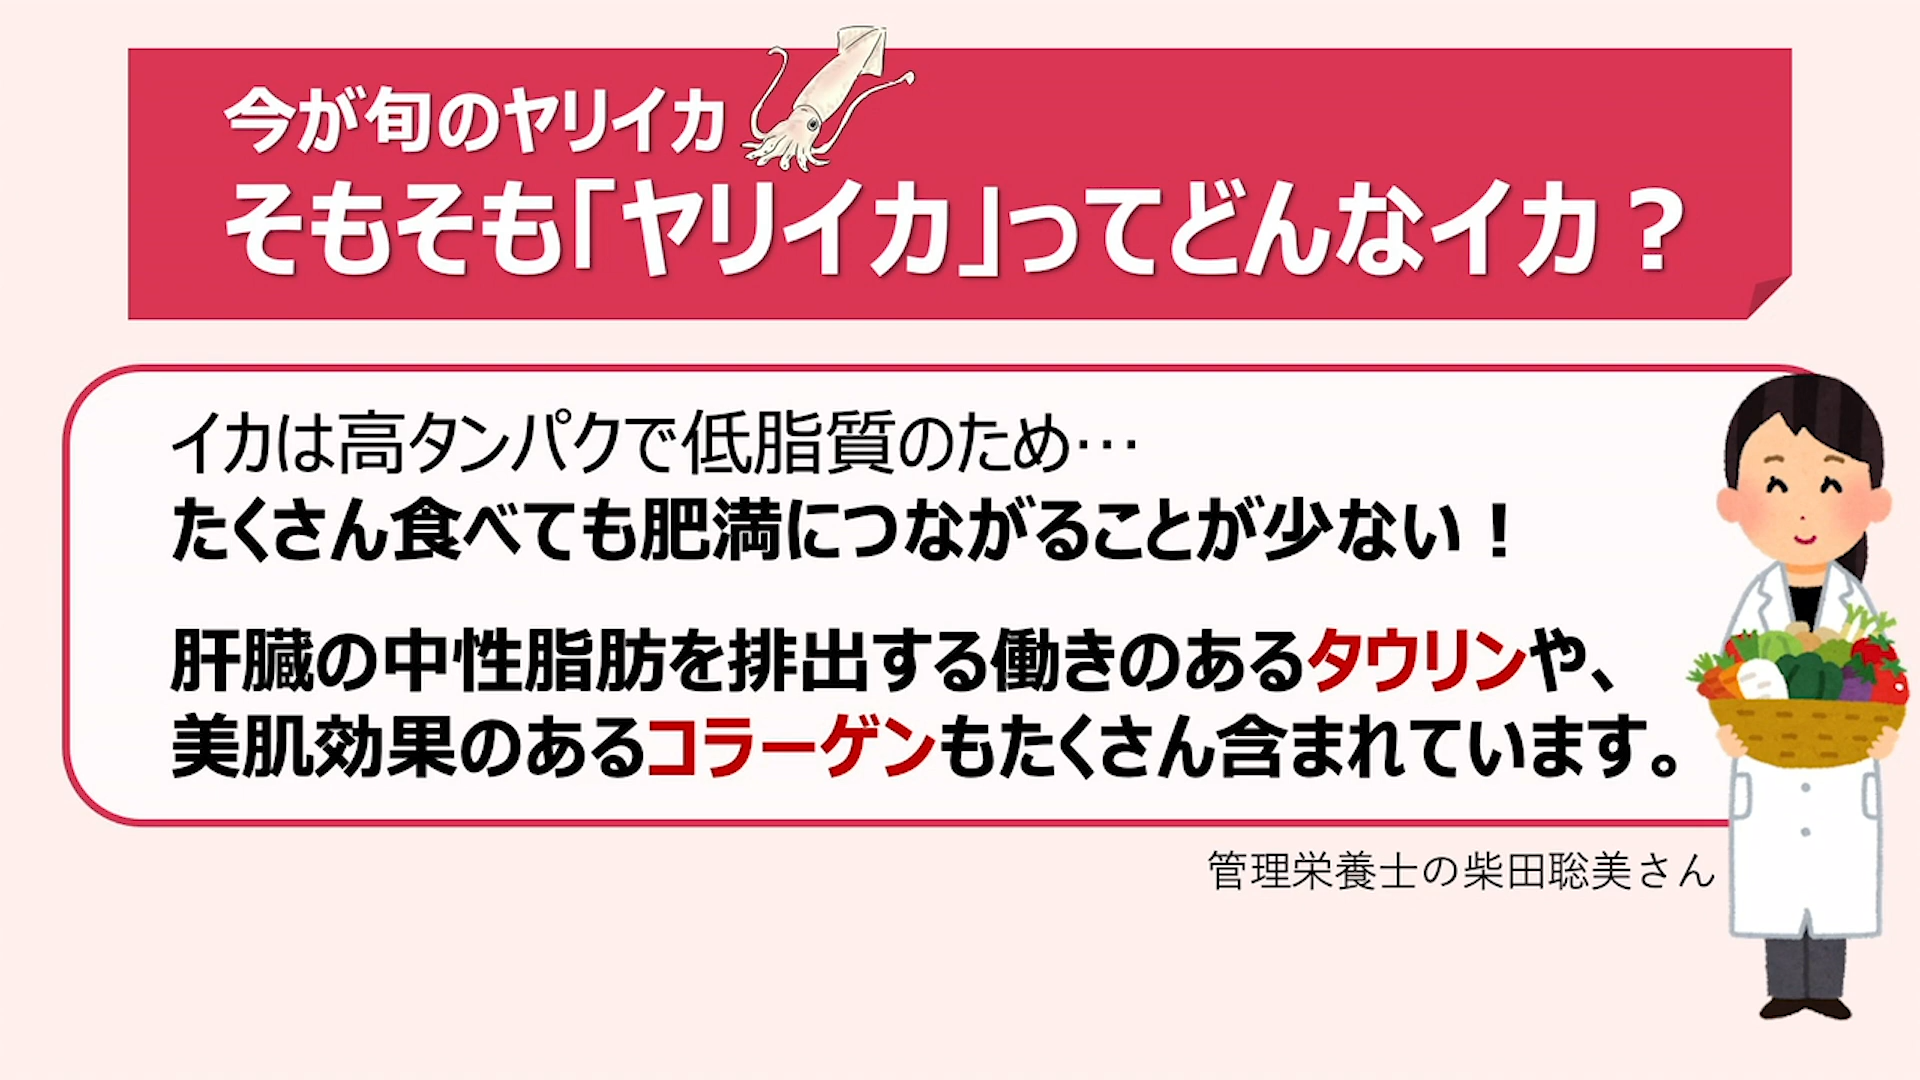 今が旬のヤリイカ
そもそも「ヤリイカ」ってどんなイカ？
イカは高タンパクで低脂質のため…
たくさん食べても肥満につながることが少ない！
肝臓の中性脂肪を排出する働きのあるタウリンや、
美肌効果のあるコラーゲンもたくさん含まれています。
管理栄養士の柴田聡美さん